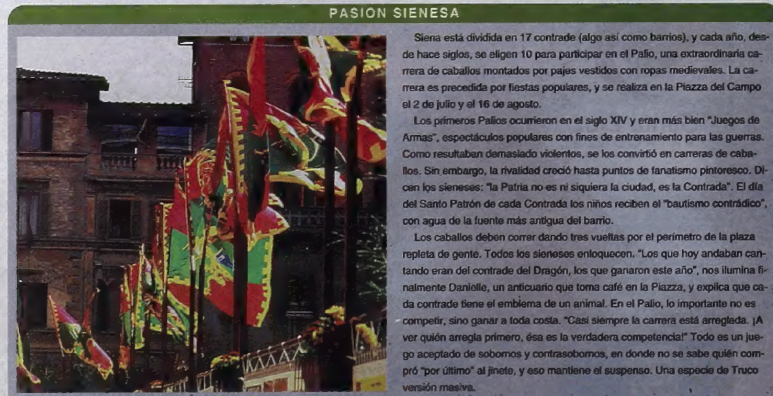 PASION SIENESA
Siena está dividida en 17 contrade (algo así como barrios), y cada año, des-
de hace siglos, se eligen 10 para participar en el Palio, una extraordinaria ca-
rrera de caballos montados por pajes vestidos con ropas medievales. La ca-
rrera es precedida por fiestas populares, y se realiza en la Piazza del Campo
el 2 de julio y el 16 de agosto.
Los primeros Palios ocurrieron en el siglo XIV y eran más bien "Juegos de
Armas", espectáculos populares con fines de entrenamiento para las guerras.
Como resultaban demasiado violentos, se los convirtió en carreras de caba-
llos. Sin embargo, la rivalidad creció hasta puntos de fanatismo pintoresco. Di-
cen los sieneses: "la Patria no es ni siquiera la ciudad, es la Contrada". El día
del Santo Patrón de cada Contrada los niños reciben el "bautismo contrádico",
con agua de la fuente más antigua del barrio.
Los caballos deben correr dando tres vueltas por el perímetro de la plaza
repleta de gente. Todos los sieneses enloquecen. "Los que hoy andaban can-
tando eran del contrade del Dragón, los que ganaron este año", nos ilumina fi-
nalmente Danielle, un anticuario que toma café en la Piazza, y explica que ca-
da contrade tiene el emblema de un animal. En el Palio, lo importante no es
competir, sino ganar a toda costa. "Casi siempre la carrera está arreglada. ¡A
ver quién arregla primero, ésa es la verdadera competencia!" Todo es un jue-
go aceptado de sobornos y contrasobornos, en donde no se sabe quién com-
pró "por último" al jinete, y eso mantiene el suspenso. Una especie de Truco
versión masiva.